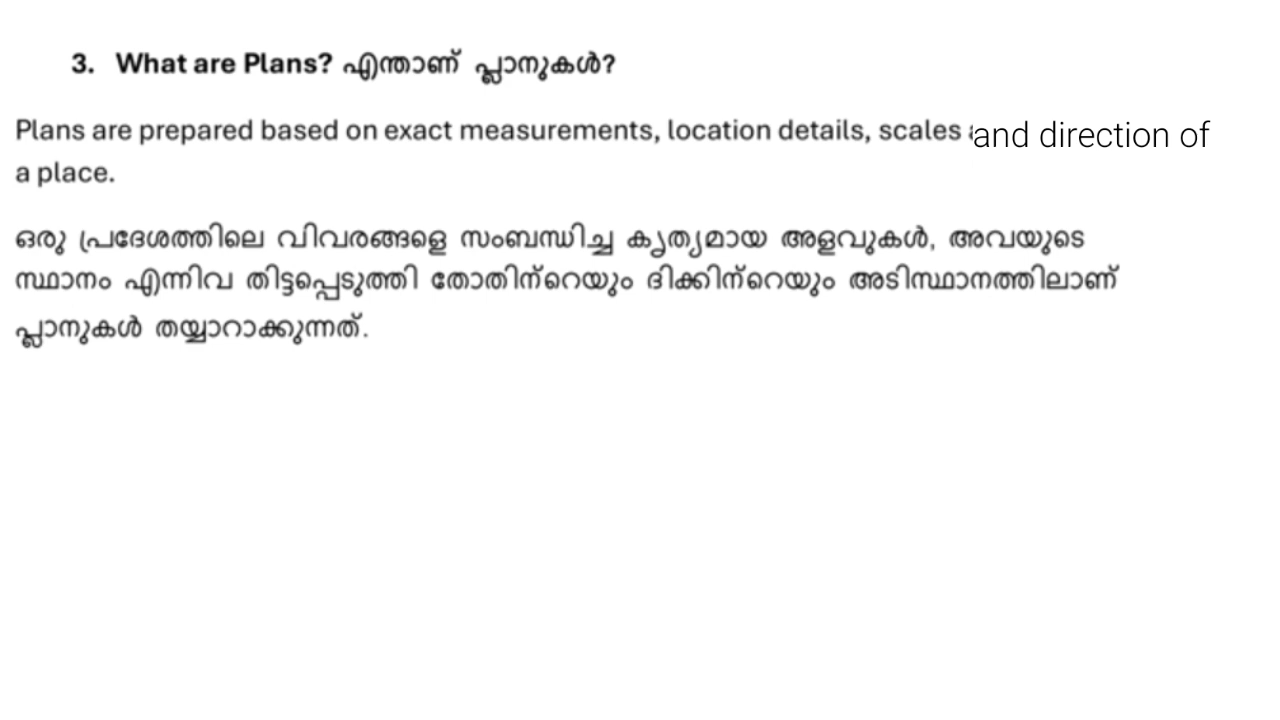 3. What are Plans? എന്താണ് പ്ലാനുകൾ?
Plans are prepared based on exact measurements, location details, scales and direction of
a place.
ഒരു പ്രദേശത്തിലെ വിവരങ്ങളെ സംബന്ധിച്ച കൃത്യമായ അളവുകൾ, അവയുടെ
സ്ഥാനം എന്നിവ തിട്ടപ്പെടുത്തി തോതിന്റെയും ദിക്കിന്റെയും അടിസ്ഥാനത്തിലാണ്
പ്ലാനുകൾ തയ്യാറാക്കുന്നത്.